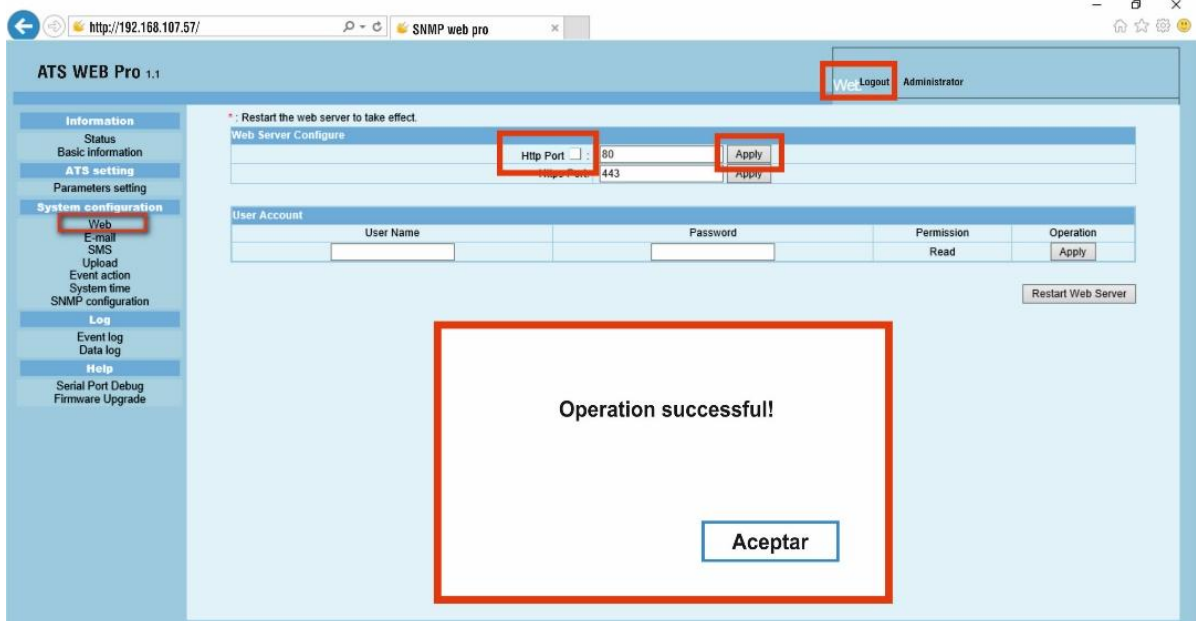 http://192.168.107.57/
SNMP web pro
ATS WEB Pro 1.1
Web Logout Administrator
Information
Status
Basic information
ATS setting
Parameters setting
System configuration
Web
E-mail
SMS
Upload
Event action
System time
SNMP configuration
Log
Event log
Data log
Help
Serial Port Debug
Firmware Upgrade
* : Restart the web server to take effect.
Web Server Configure
Http Port : 80 Apply
Https Port: 443 Apply
User Account
User Name Password Permission Operation
Read Apply
Restart Web Server
Operation successful!
Aceptar